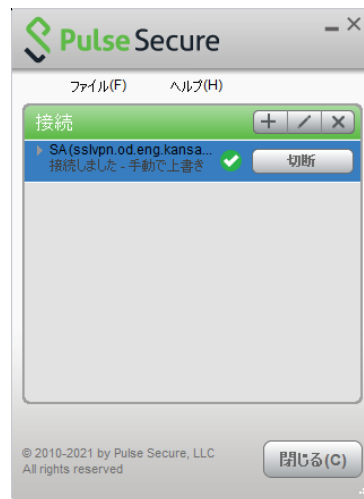 Pulse Secure
ファイル(F) ヘルプ(H)
接続
SA(sslvpn.od.eng.kansa...
接続しました - 手動で上書き
切断
© 2010-2021 by Pulse Secure, LLC
All rights reserved
閉じる(C)